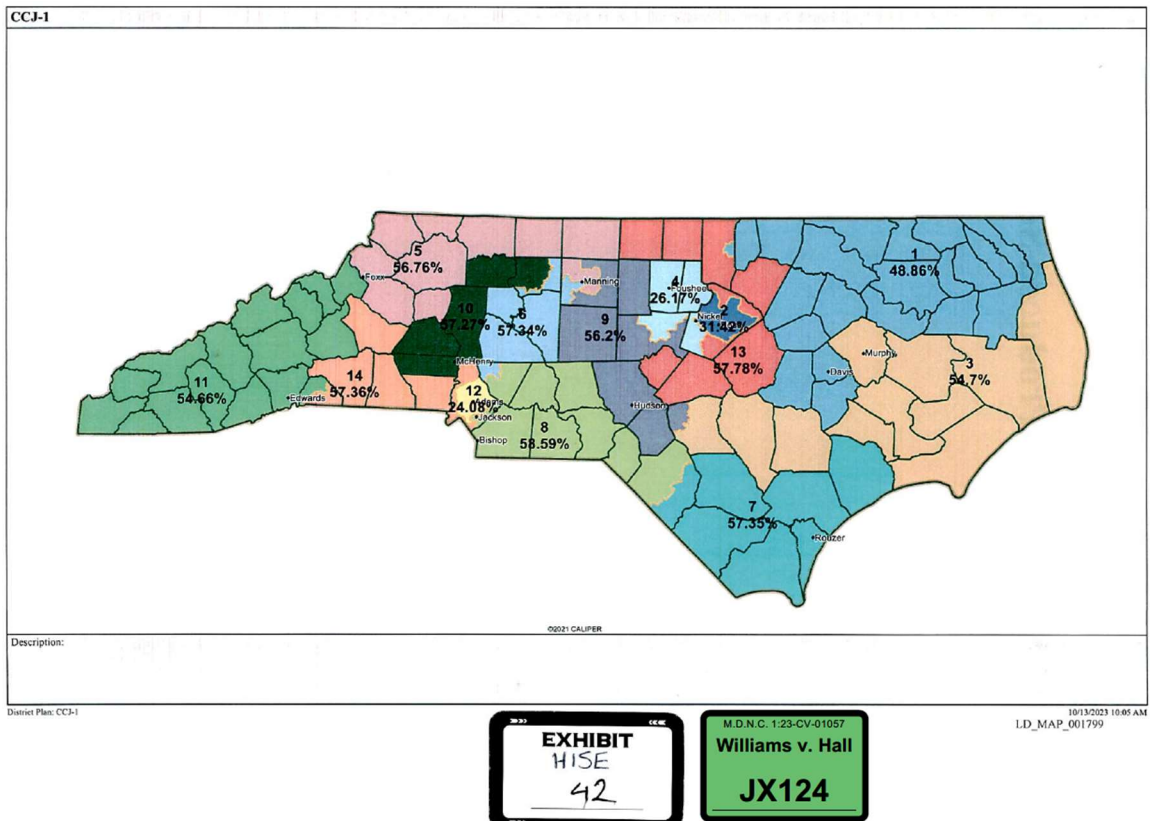 CCJ-1
5
56.76%
Foxx
1
48.86%
Manning
4
Foushee
26.17%
10
57.27%
6
57.34%
9
56.2%
Nickel
2
31.42%
13
57.78%
McHenry
Murphy
3
54.7%
Davis
11
54.66%
14
57.36%
Edwards
12
Adams
24.08%
Jackson
Hudson
8
58.59%
Bishop
7
57.35%
Rouzer
©2021 CALIPER
Description:
District Plan: CCJ-1
10/13/2023 10:05 AM
LD_MAP_001799
EXHIBIT
HISE
42
M.D.N.C. 1:23-CV-01057
Williams v. Hall
JX124